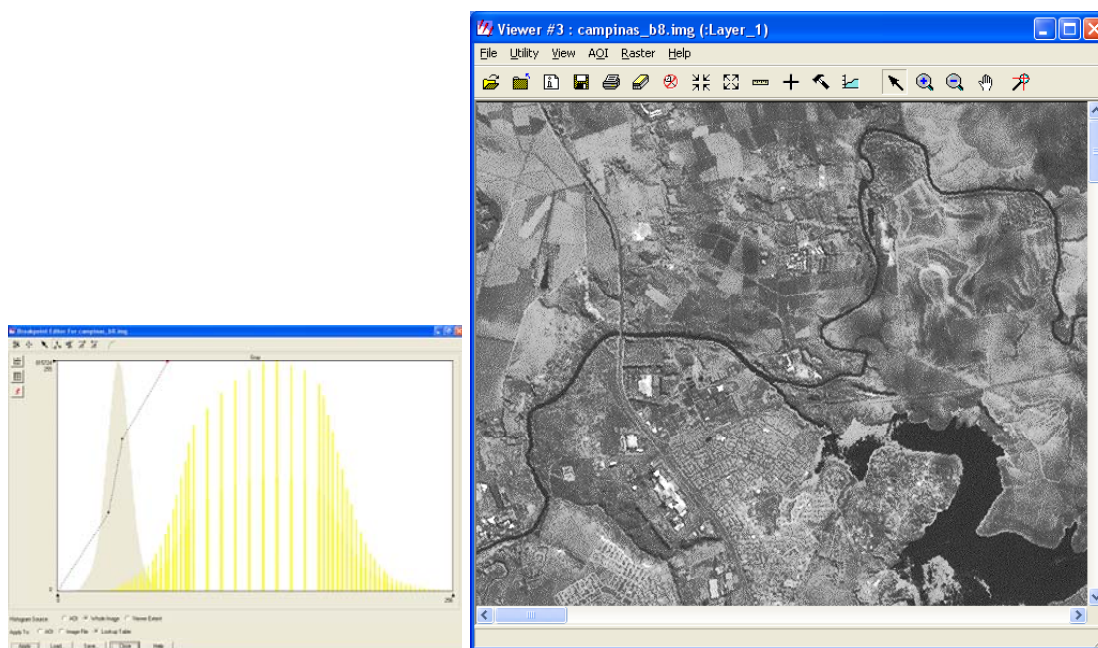 Viewer #3 : campinas_b8.img (:Layer_1)
File Utility View AOI Raster Help
Breakpoint Editor For campinas_b8.img
255
0
0
255
Histogram Source: AOI Whole Image Viewer Extent
Apply To: AOI Image File Lookup Table
Apply Load... Save... Close Help